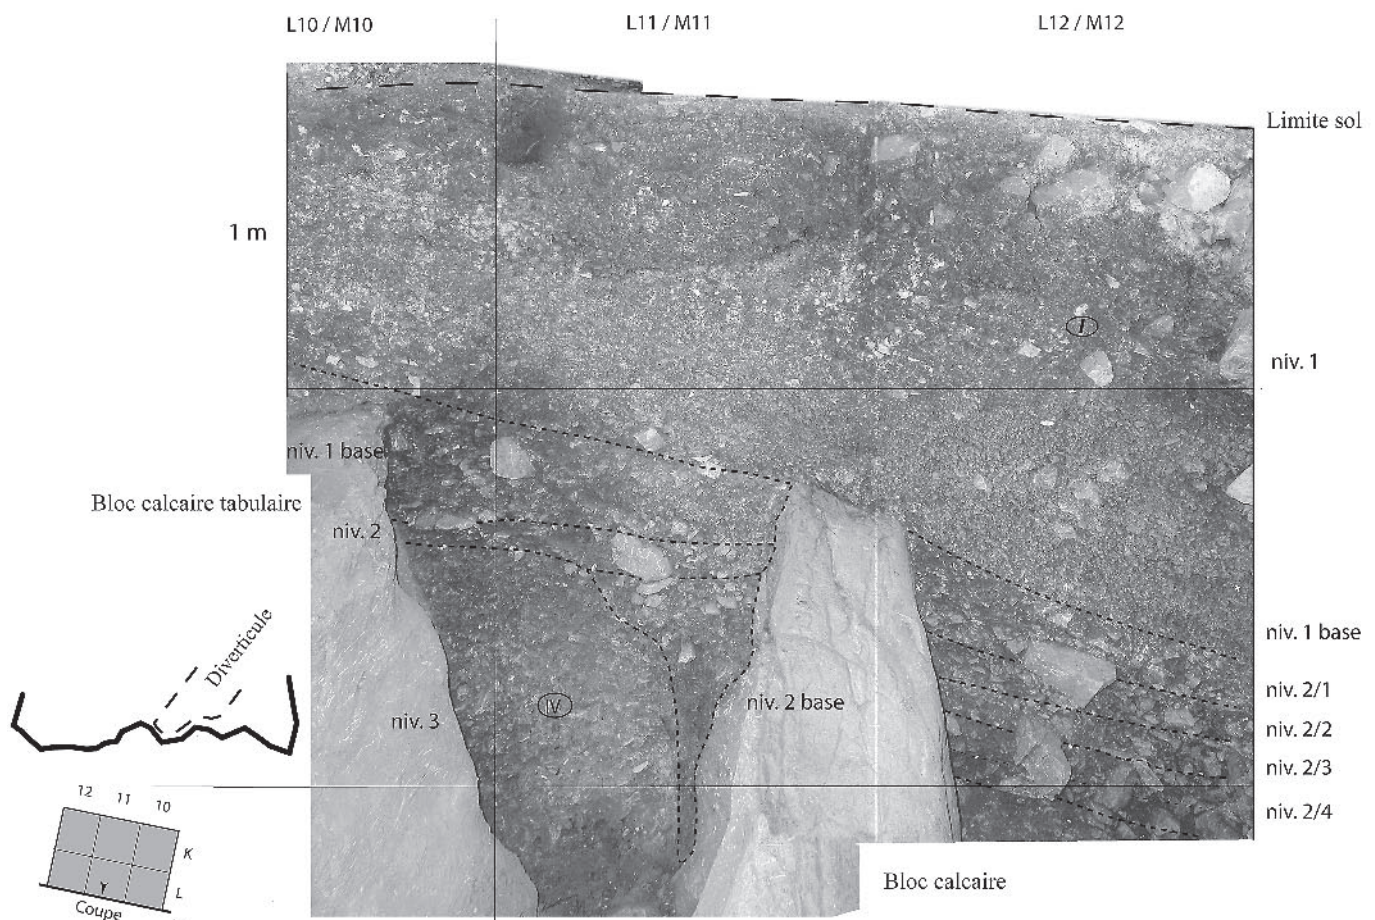 L10 / M10
L11 / M11
L12 / M12
Limite sol
1 m
I
niv. 1
niv. 1 base
Bloc calcaire tabulaire
niv. 2
Diverticule
niv. 1 base
niv. 2/1
niv. 2/2
niv. 2/3
niv. 2/4
niv. 2 base
IV
niv. 3
12 11 10
K
L
Coupe
Bloc calcaire